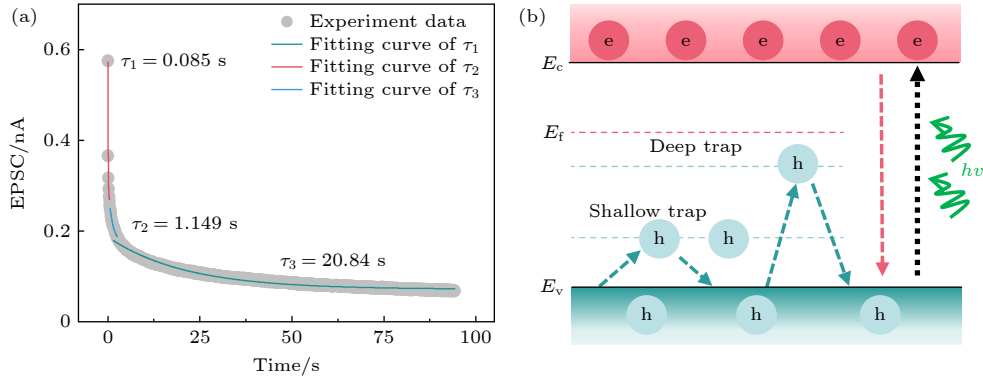 (a)
EPSC/nA
0.6
0.4
0.2
0
0
25
50
75
100
Time/s
Experiment data
Fitting curve of τ1
Fitting curve of τ2
Fitting curve of τ3
τ1 = 0.085 s
τ2 = 1.149 s
τ3 = 20.84 s
(b)
e e e e e
Ec
Ef
Deep trap
h
hv
Shallow trap
h h
Ev
h h h